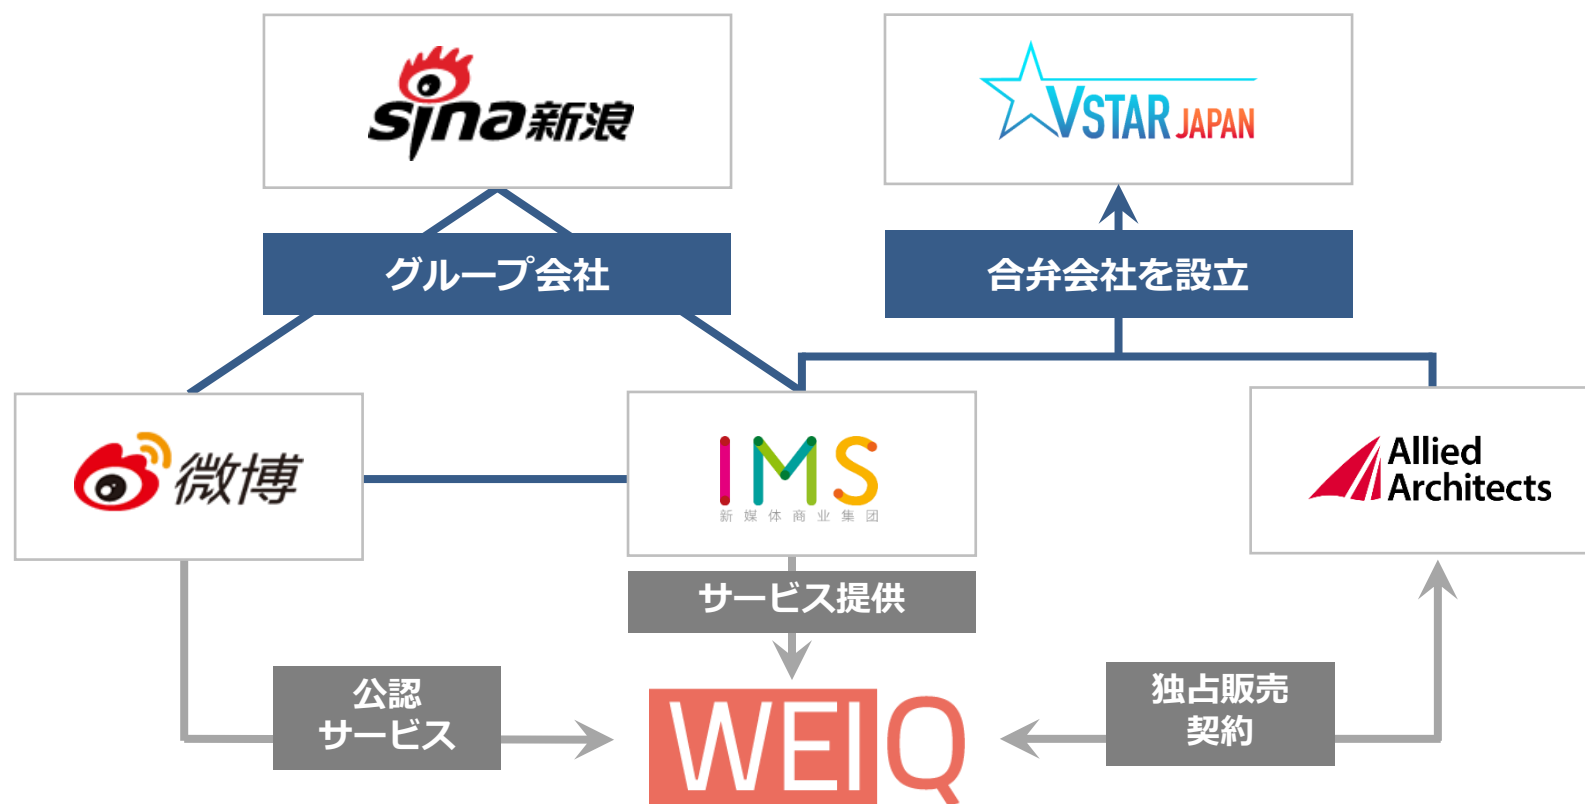 sina新浪
VSTAR JAPAN
グループ会社
合弁会社を設立
微博
IMS
新媒体商业集团
Allied
Architects
サービス提供
公認
サービス
独占販売
契約
WEIQ